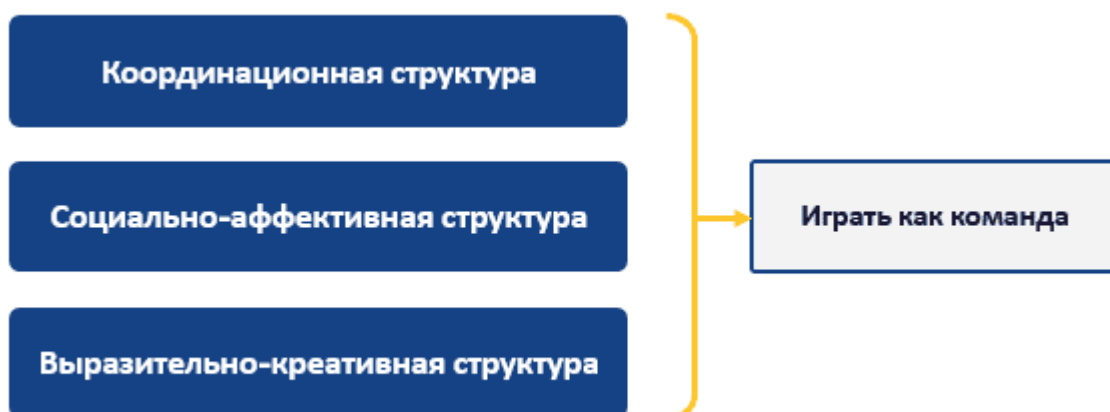 Координационная структура
Социально-аффективная структура
Играть как команда
Выразительно-креативная структура